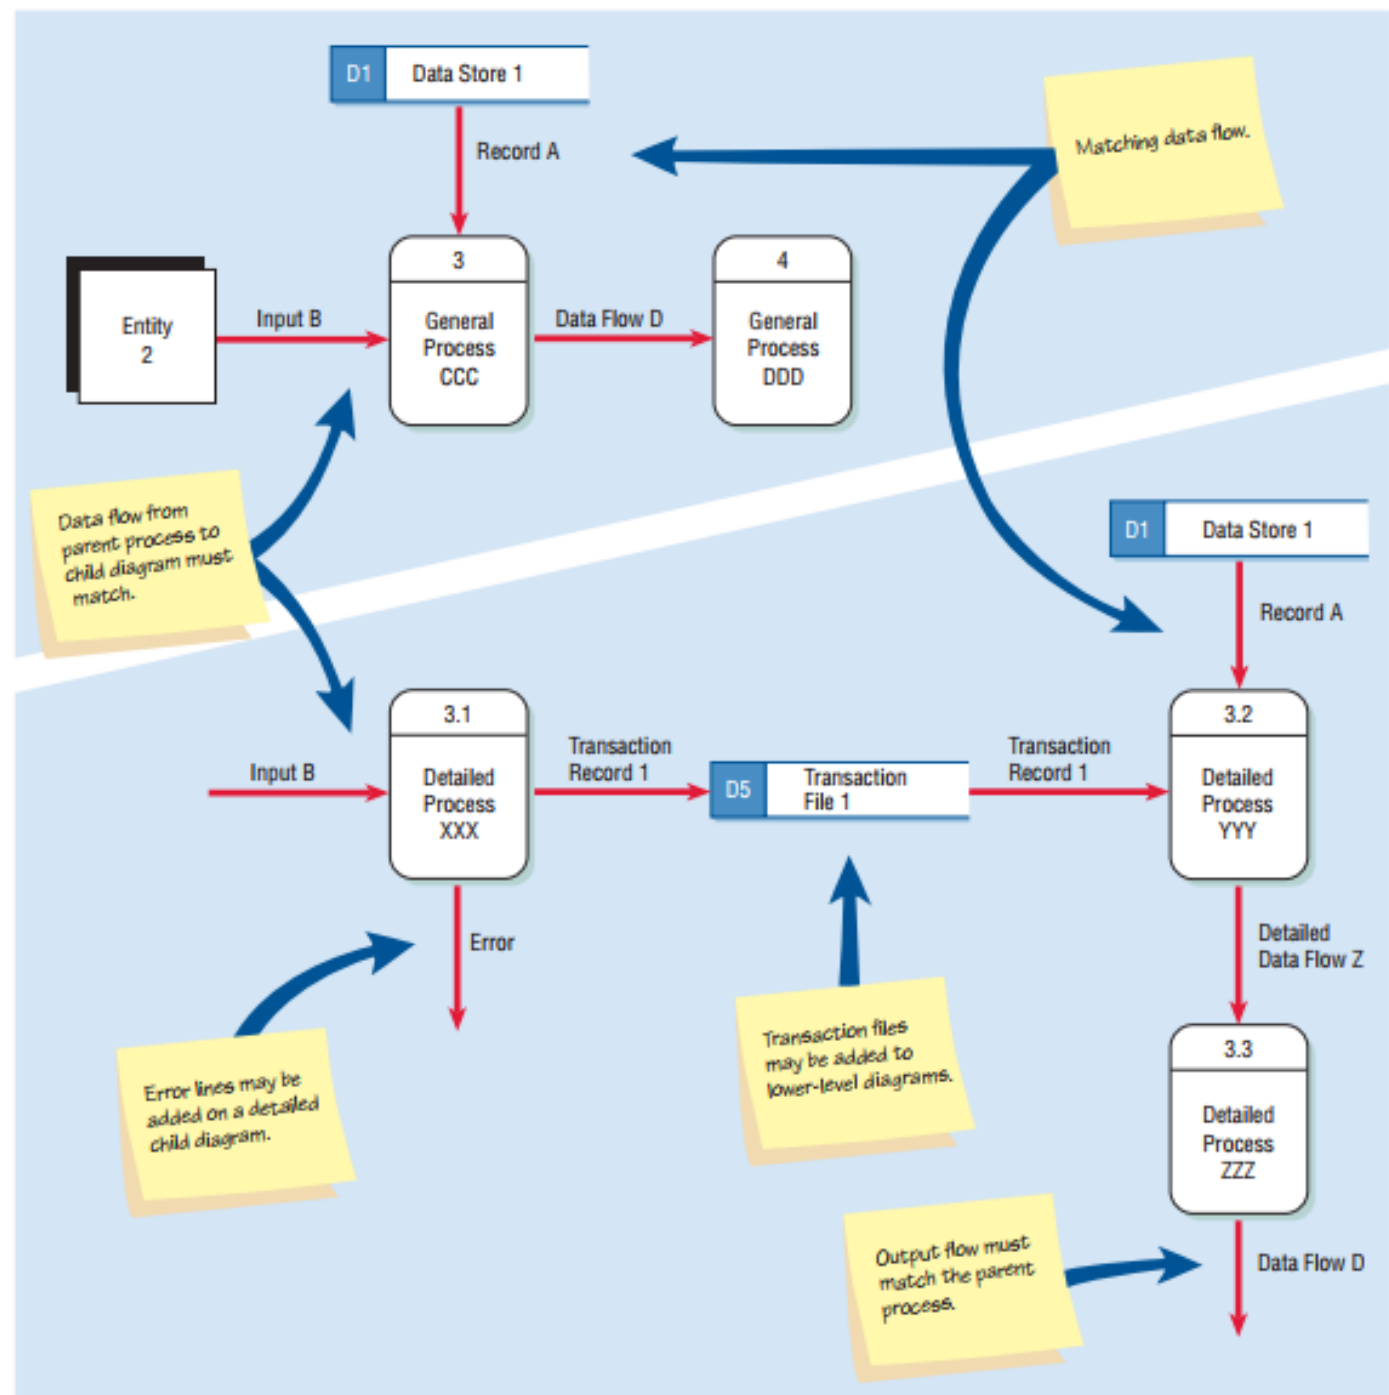 D1
Data Store 1
Record A
Matching data flow.
Entity
2
Input B
3
General
Process
CCC
Data Flow D
4
General
Process
DDD
Data flow from
parent process to
child diagram must
match.
D1
Data Store 1
Record A
Input B
3.1
Detailed
Process
XXX
Transaction
Record 1
D5
Transaction
File 1
Transaction
Record 1
3.2
Detailed
Process
YYY
Error
Detailed
Data Flow Z
Error lines may be
added on a detailed
child diagram.
Transaction files
may be added to
lower-level diagrams.
3.3
Detailed
Process
ZZZ
Output flow must
match the parent
process.
Data Flow D